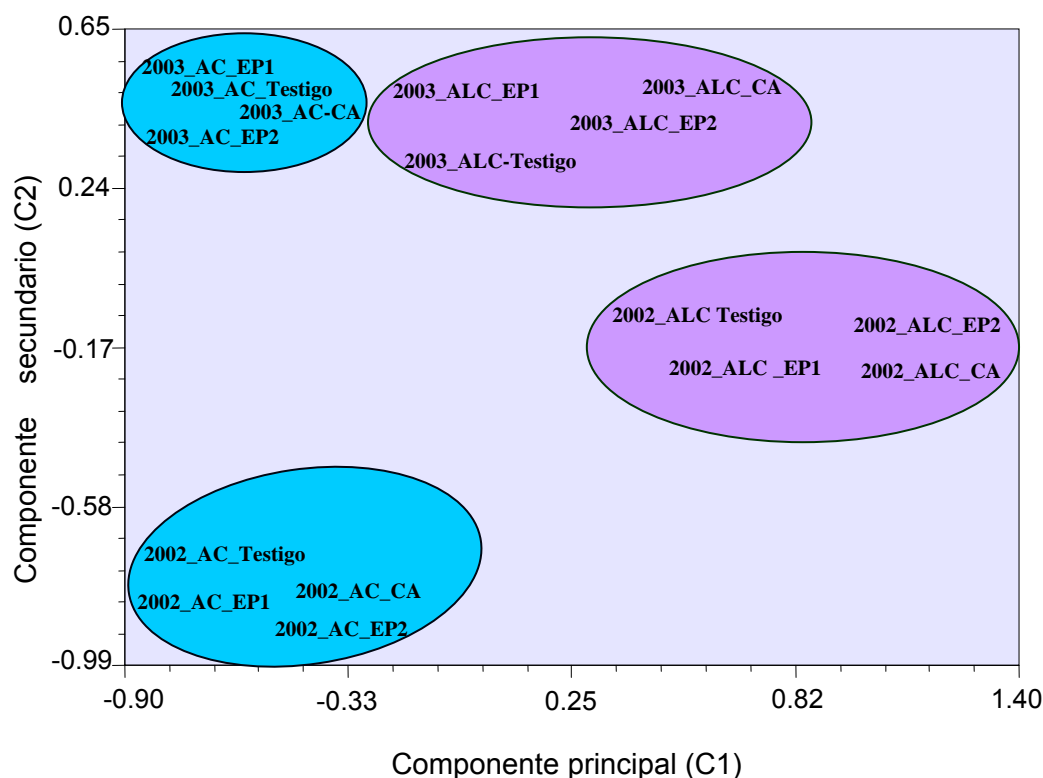 0.65
2003_AC_EP1
2003_AC_Testigo
2003_AC-CA
2003_AC_EP2
2003_ALC_EP1
2003_ALC_CA
2003_ALC_EP2
2003_ALC-Testigo
0.24
2002_ALC Testigo
2002_ALC_EP2
-0.17
2002_ALC _EP1
2002_ALC_CA
-0.58
2002_AC_Testigo
2002_AC_CA
2002_AC_EP1
2002_AC_EP2
-0.99
-0.90 -0.33 0.25 0.82 1.40
Componente secundario (C2)
Componente principal (C1)